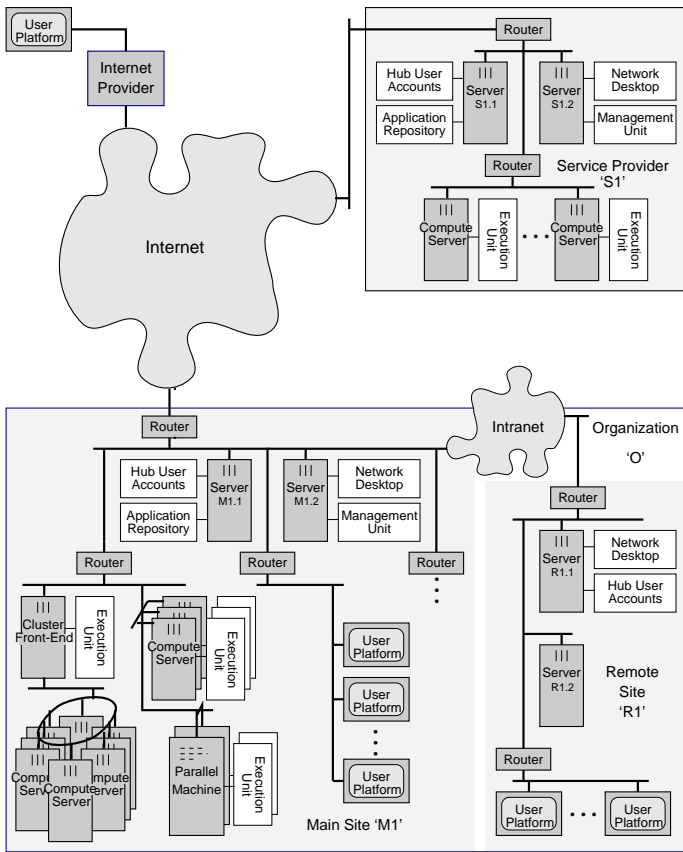 User
Platform
Internet
Provider
Internet
Router
Hub User
Accounts
Application
Repository
Server
S1.1
Server
S1.2
Network
Desktop
Management
Unit
Router
Service Provider
'S1'
Compute
Server
Execution
Unit
• • •
Compute
Server
Execution
Unit
Router
Intranet
Organization
'O'
Hub User
Accounts
Application
Repository
Server
M1.1
Server
M1.2
Network
Desktop
Management
Unit
Router
Router
Router
Router
Server
R1.1
Network
Desktop
Hub User
Accounts
Cluster
Front-End
Execution
Unit
Compute
Server
Execution
Unit
User
Platform
User
Platform
User
Platform
Server
R1.2
Remote
Site
'R1'
Router
Compute
Server
Compute
Server
Compute
Server
Parallel
Machine
Execution
Unit
Main Site 'M1'
User
Platform
• • •
User
Platform